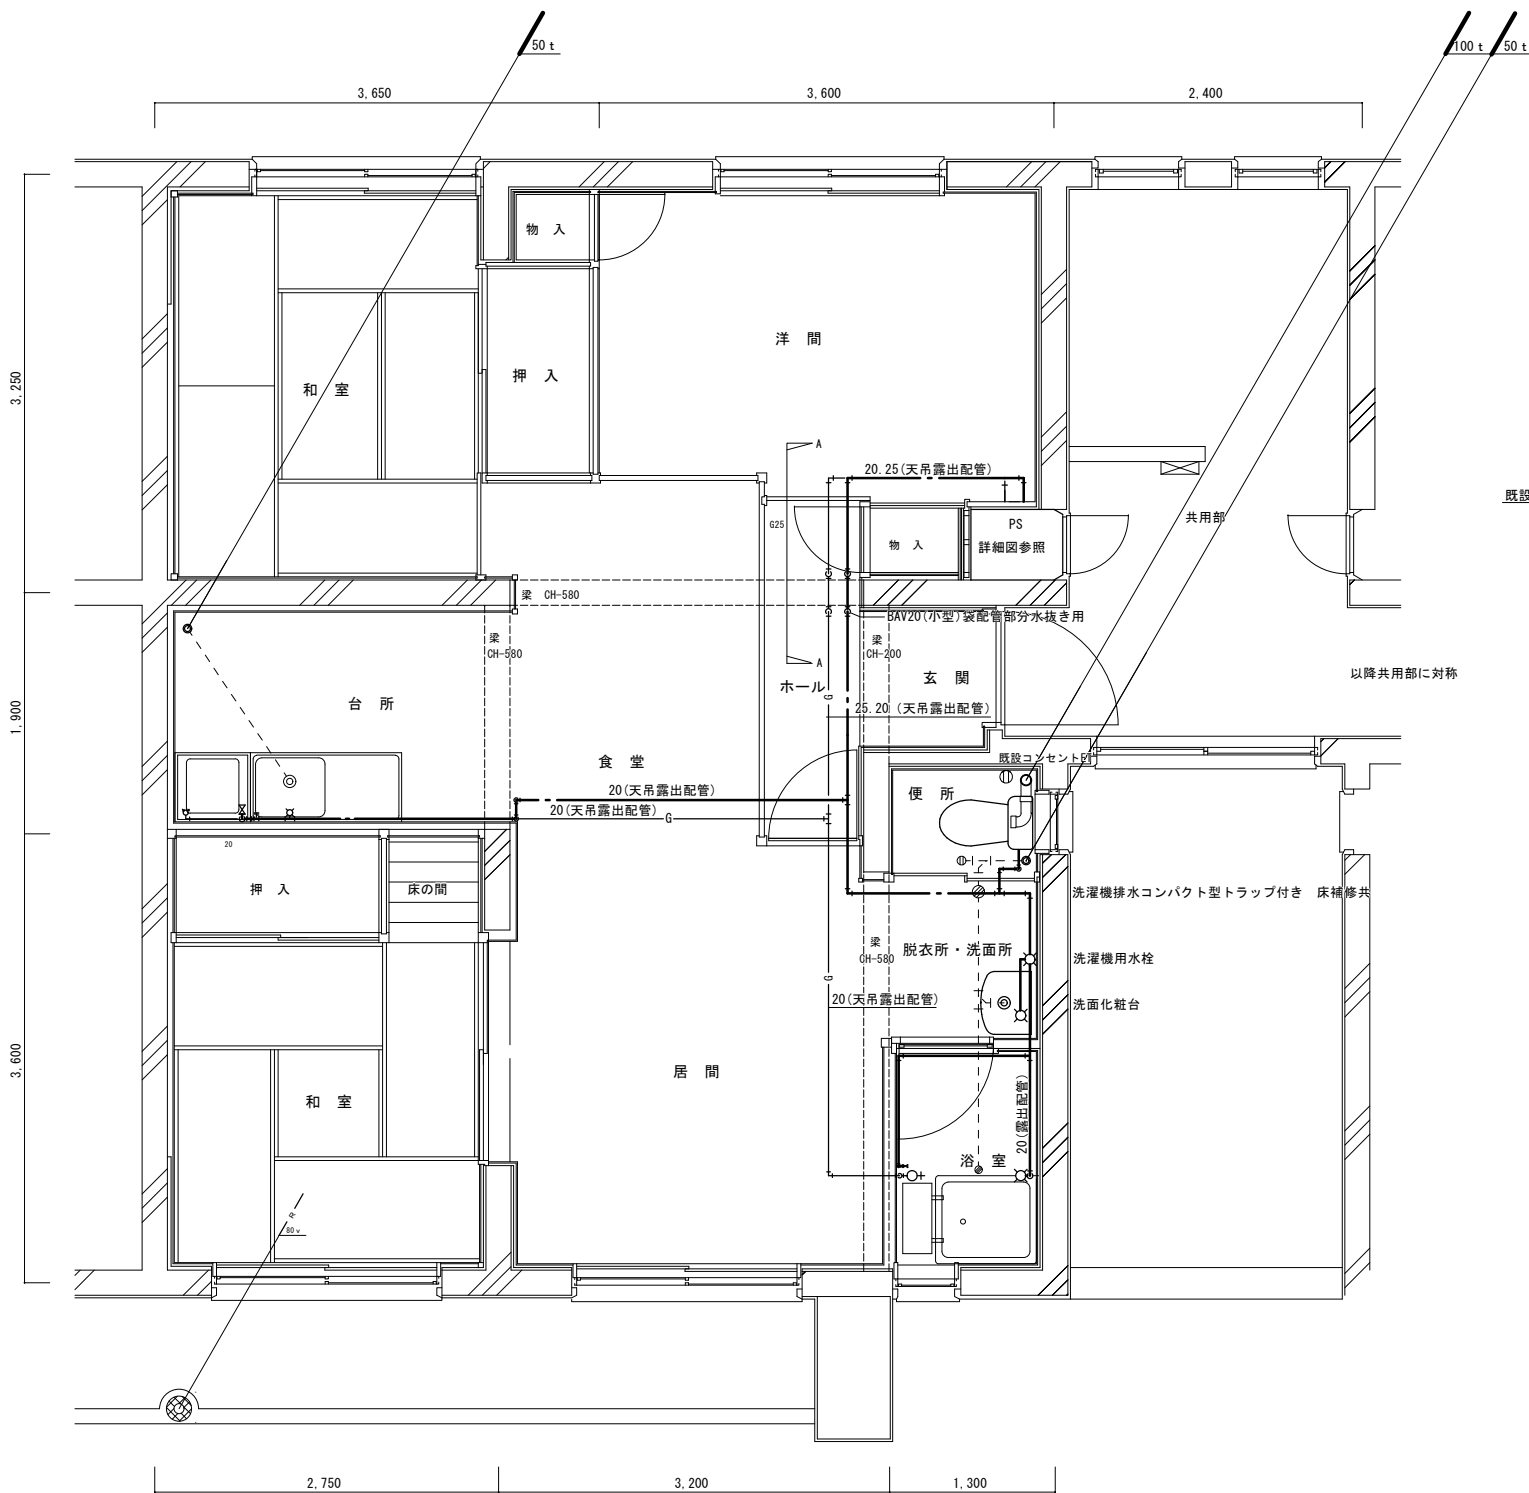 50ｔ
100ｔ
50ｔ
3,650
3,600
2,400
物　入
洋　間
3,250
和　室
押　入
A
20.25(天吊露出配管)
既設
G25
PS
共用部
物　入
詳細図参照
梁　CH-580
BAV20(小型)袋配管部分水抜き用
梁
CH-580
梁
CH-200
A
以降共用部に対称
玄　関
ホール
G
台　所
25.20 (天吊露出配管)
1,900
食　堂
既設コンセントET
20(天吊露出配管)
便　所
20(天吊露出配管)
G
20
押　入
床の間
洗濯機排水コンパクト型トラップ付き　床補修共
梁
CH-580
脱衣所・洗面所
洗濯機用水栓
G
20(天吊露出配管)
洗面化粧台
3,600
居　間
和　室
20(露出配管)
浴　室
R
80ｖ
2,750
3,200
1,300